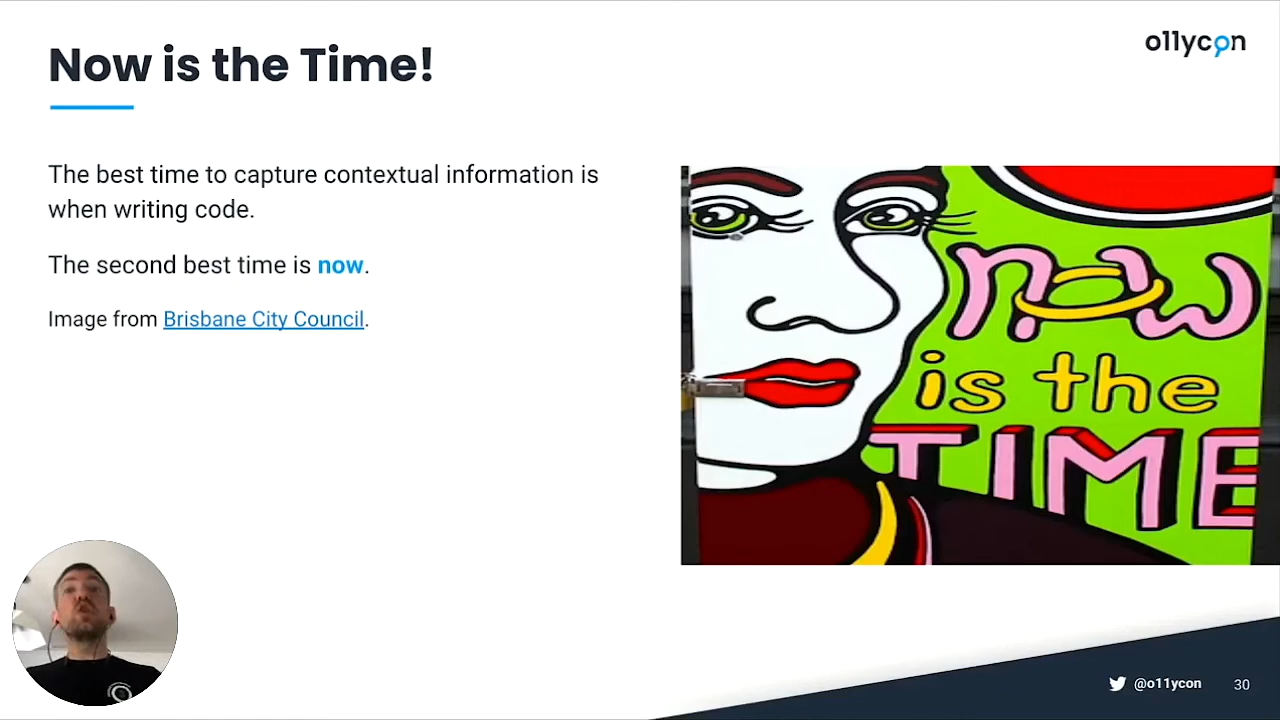 Now is the Time!
o11ycon
The best time to capture contextual information is
when writing code.
The second best time is now.
Image from Brisbane City Council.
now
is the
TIME
@o11ycon
30